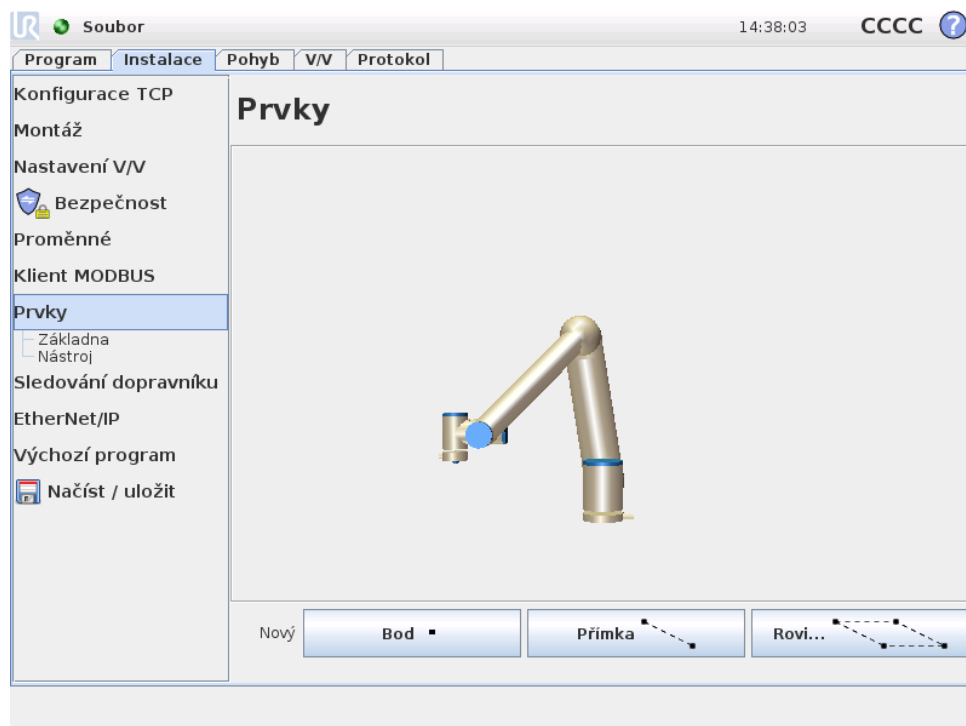 UR Soubor 14:38:03 CCCC ?
Program Instalace Pohyb V/V Protokol
Konfigurace TCP
Montáž
Nastavení V/V
Bezpečnost
Proměnné
Klient MODBUS
Prvky
Základna
Nástroj
Sledování dopravníku
EtherNet/IP
Výchozí program
Načíst / uložit
Prvky
Nový Bod Přímka Rovi...